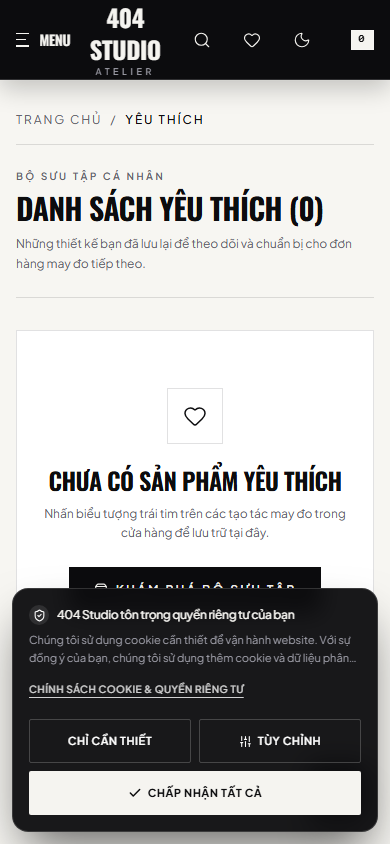 MENU
404
STUDIO
ATELIER
0
TRANG CHỦ / YÊU THÍCH
BỘ SƯU TẬP CÁ NHÂN
DANH SÁCH YÊU THÍCH (0)
Những thiết kế bạn đã lưu lại để theo dõi và chuẩn bị cho đơn
hàng may đo tiếp theo.
CHƯA CÓ SẢN PHẨM YÊU THÍCH
Nhấn biểu tượng trái tim trên các tạo tác may đo trong
cửa hàng để lưu trữ tại đây.
KHÁM PHÁ BỘ SƯU TẬP
404 Studio tôn trọng quyền riêng tư của bạn
Chúng tôi sử dụng cookie cần thiết để vận hành website. Với sự
đồng ý của bạn, chúng tôi sử dụng thêm cookie và dữ liệu phân...
CHÍNH SÁCH COOKIE & QUYỀN RIÊNG TƯ
CHỈ CẦN THIẾT
TÙY CHỈNH
CHẤP NHẬN TẤT CẢ